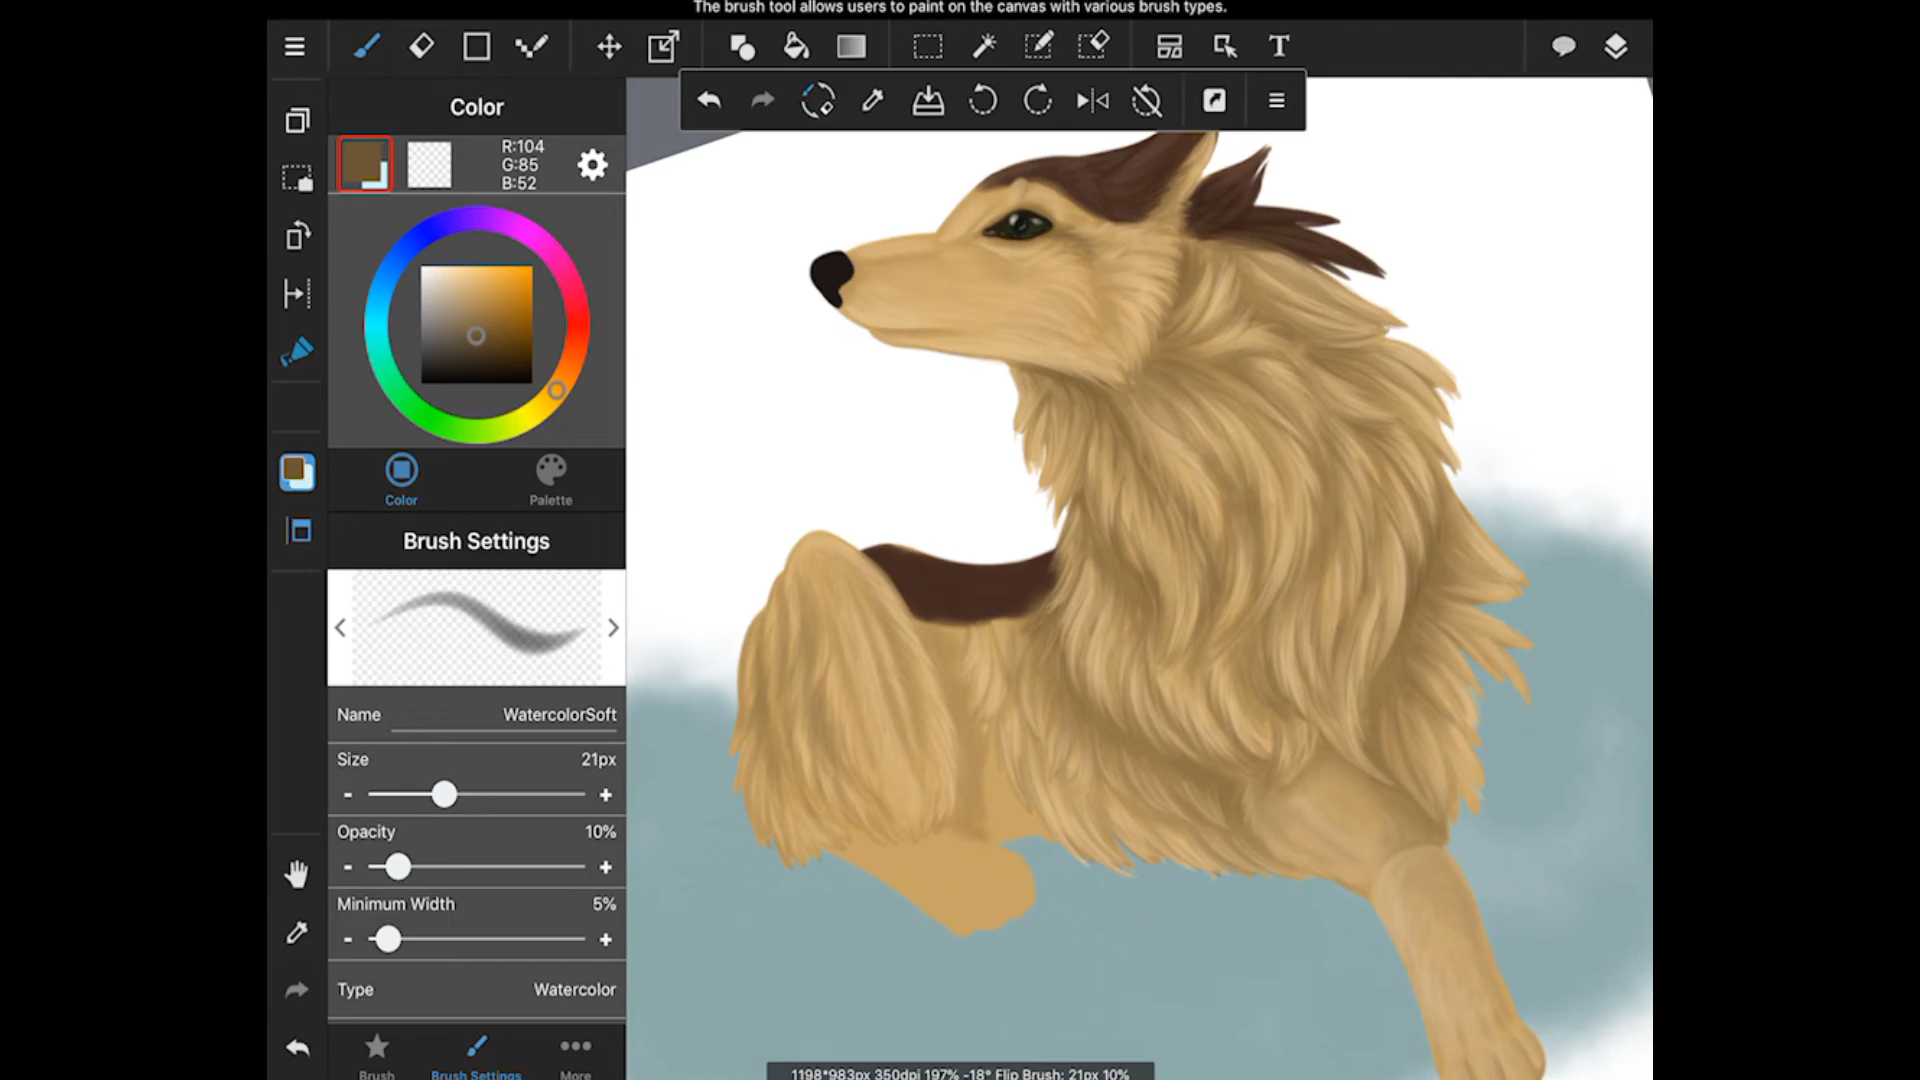 The brush tool allows users to paint on the canvas with various brush types.
T
Color
R:104
G:85
B:52
Color
Palette
Brush Settings
Name WatercolorSoft
Size 21px
- +
Opacity 10%
- +
Minimum Width 5%
- +
Type Watercolor
Brush
Brush Settings
More
1198*983px 350dpi 197% -18° Flip Brush: 21px 10%